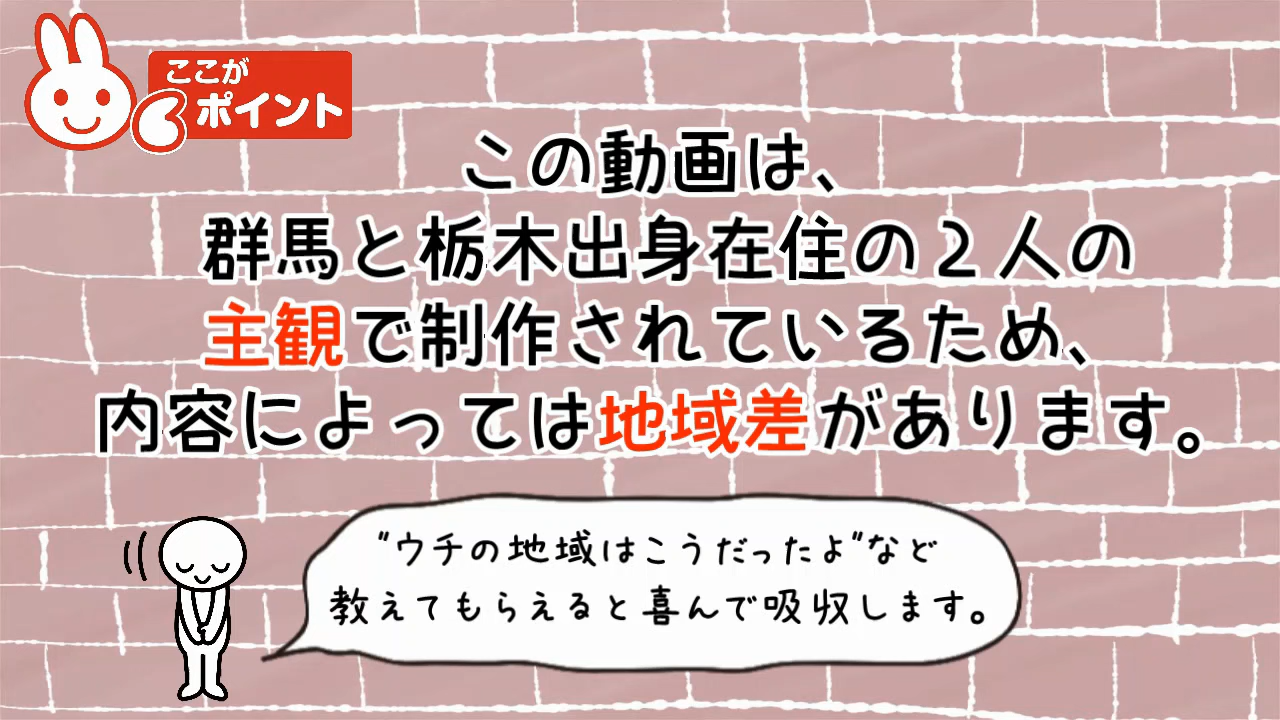 ここが
ポイント
この動画は、
群馬と栃木出身在住の２人の
主観で制作されているため、
内容によっては地域差があります。
"ウチの地域はこうだったよ"など
教えてもらえると喜んで吸収します。